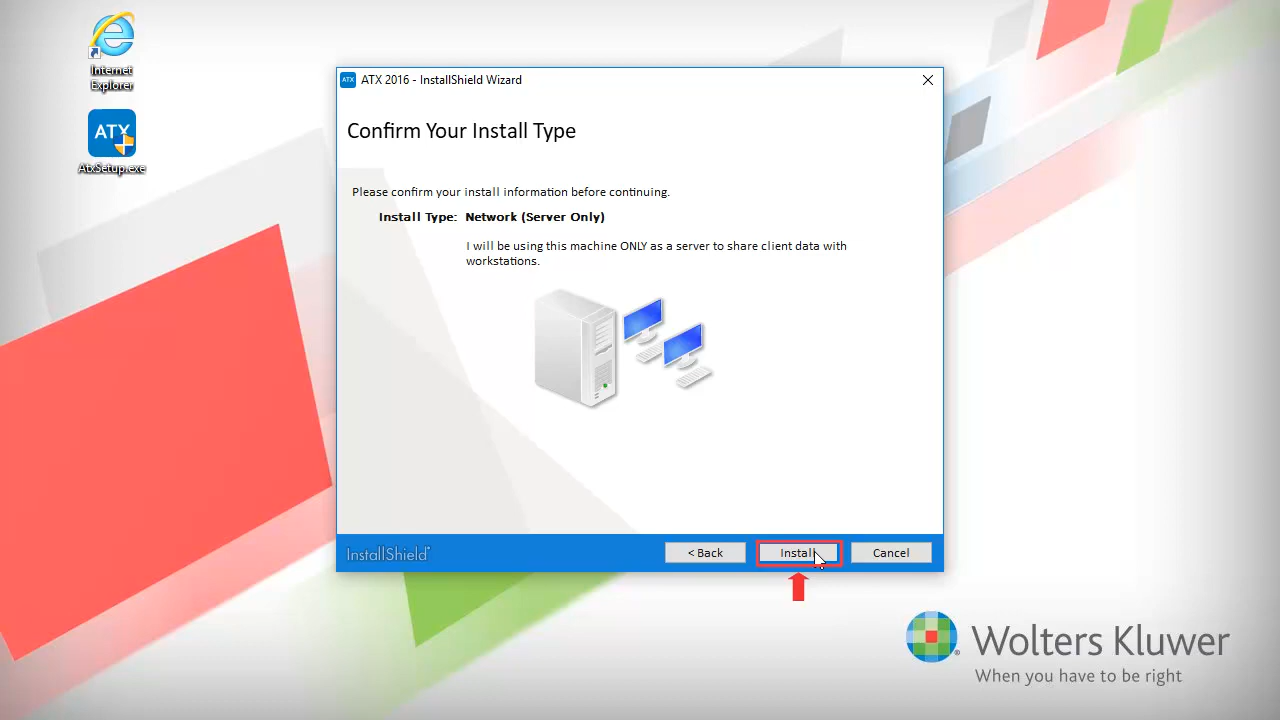 Internet
Explorer
ATX
AtxSetup.exe
ATX
ATX 2016 - InstallShield Wizard
Confirm Your Install Type
Please confirm your install information before continuing.
Install Type: Network (Server Only)
I will be using this machine ONLY as a server to share client data with
workstations.
InstallShield
< Back
Install
Cancel
Wolters Kluwer
When you have to be right